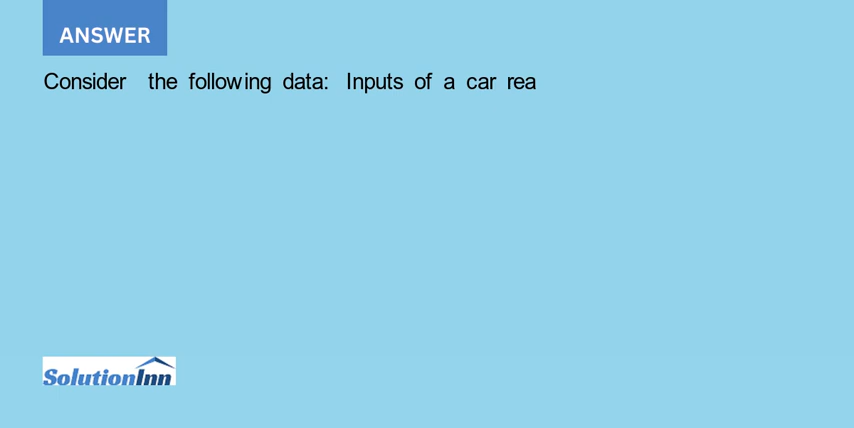 ANSWER
Consider the following data: Inputs of a car rea
SolutionInn